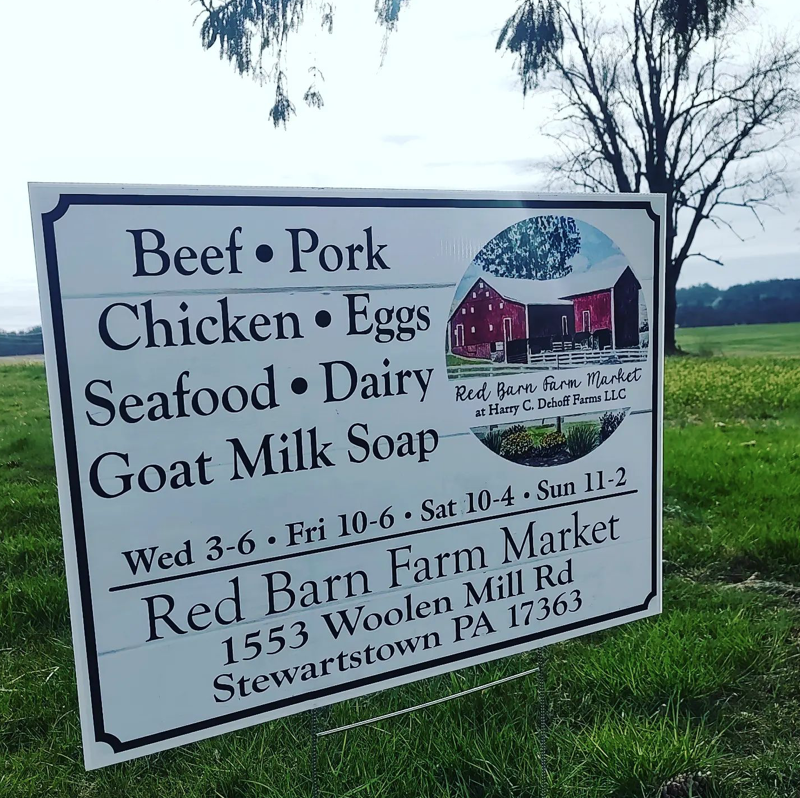 Beef • Pork
Chicken • Eggs
Seafood • Dairy
Goat Milk Soap
Red Barn Farm Market
at Harry C. Dehoff Farms LLC
Wed 3-6 • Fri 10-6 • Sat 10-4 • Sun 11-2
Red Barn Farm Market
1553 Woolen Mill Rd
Stewartstown PA 17363